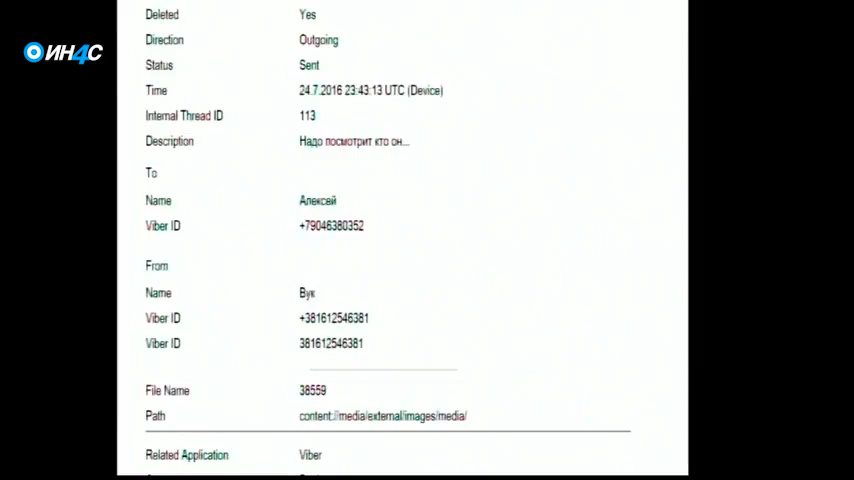 ИН4С
Deleted Yes
Direction Outgoing
Status Sent
Time 24.7.2016 23:43:13 UTC (Device)
Internal Thread ID 113
Description Надо посмотрит кто он...
To
Name Алексей
Viber ID +79046380352
From
Name Вук
Viber ID +381612546381
Viber ID 381612546381
File Name 38559
Path content://media/external/images/media/
Related Application Viber